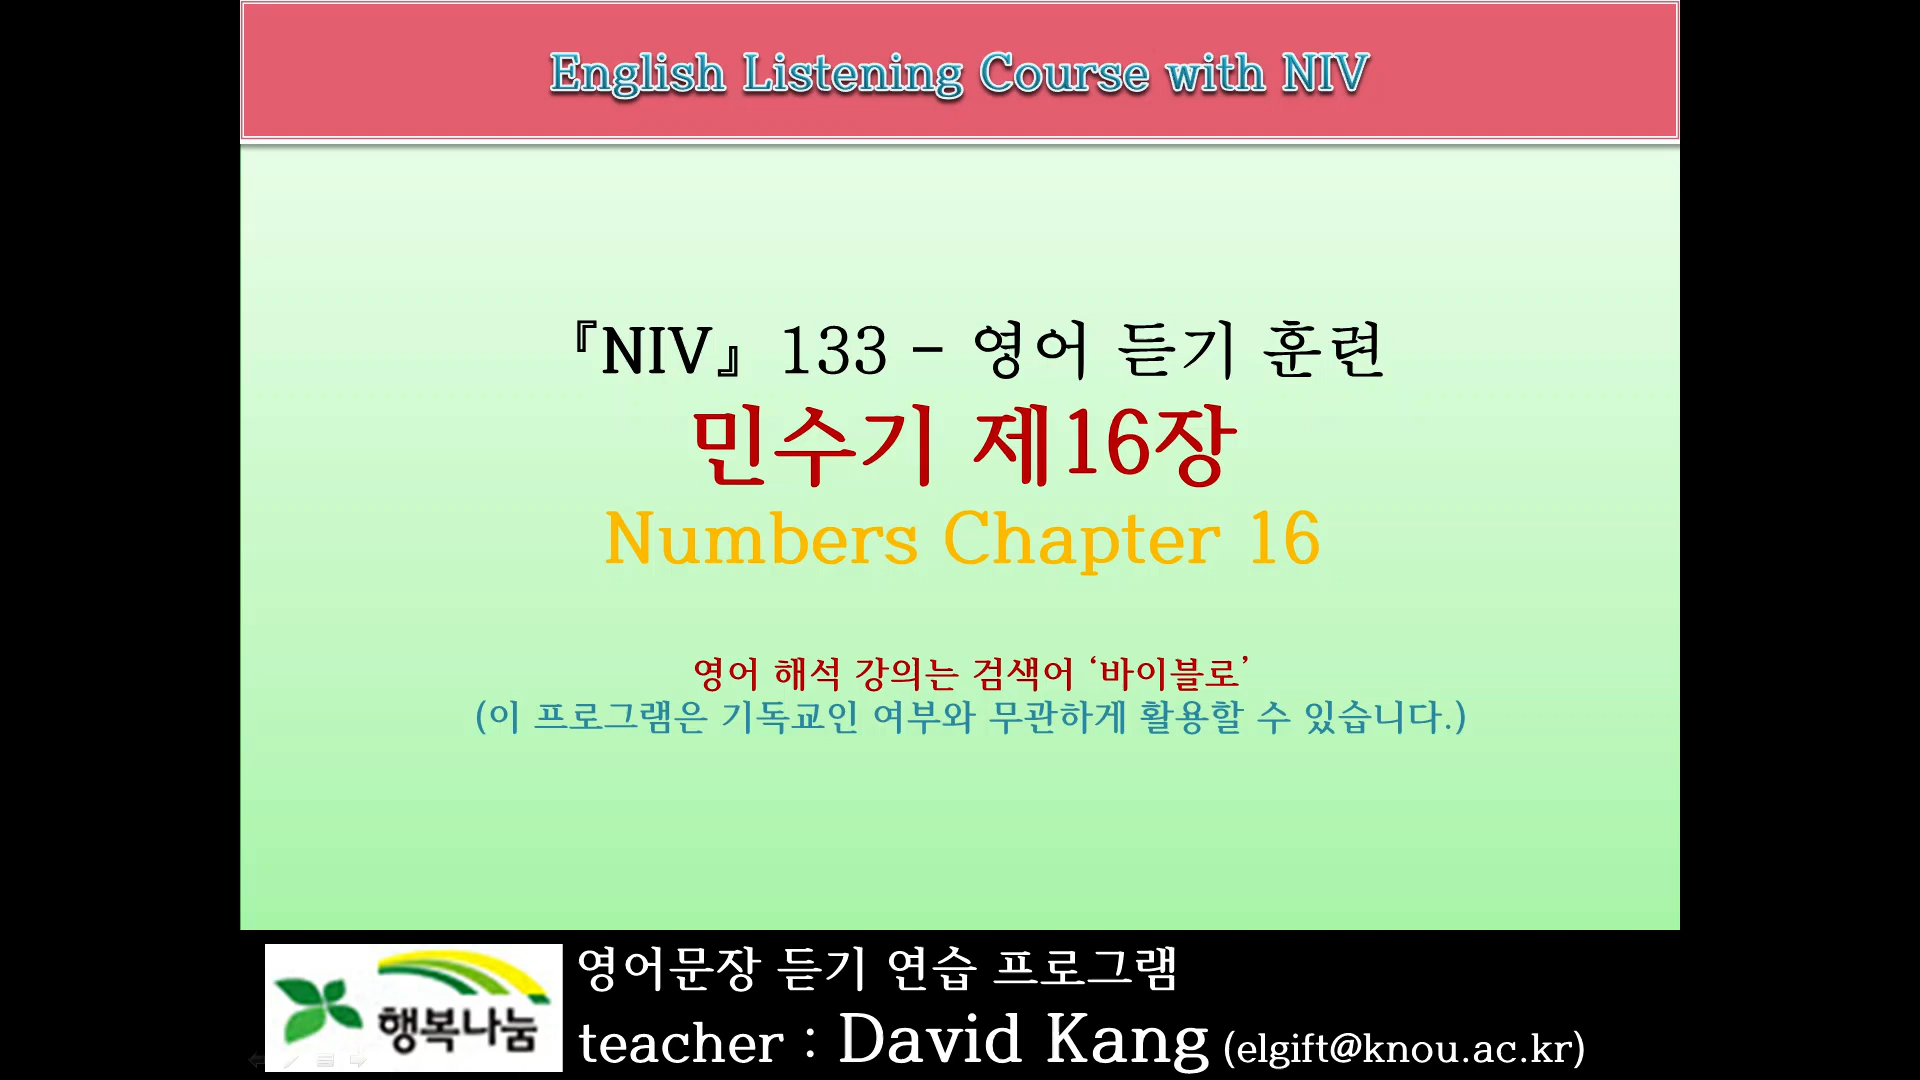 English Listening Course with NIV
『NIV』 133 - 영어 듣기 훈련
민수기 제16장
Numbers Chapter 16
영어 해석 강의는 검색어 ‘바이블로’
(이 프로그램은 기독교인 여부와 무관하게 활용할 수 있습니다.)
행복나눔
영어문장 듣기 연습 프로그램
teacher : David Kang (elgift@knou.ac.kr)